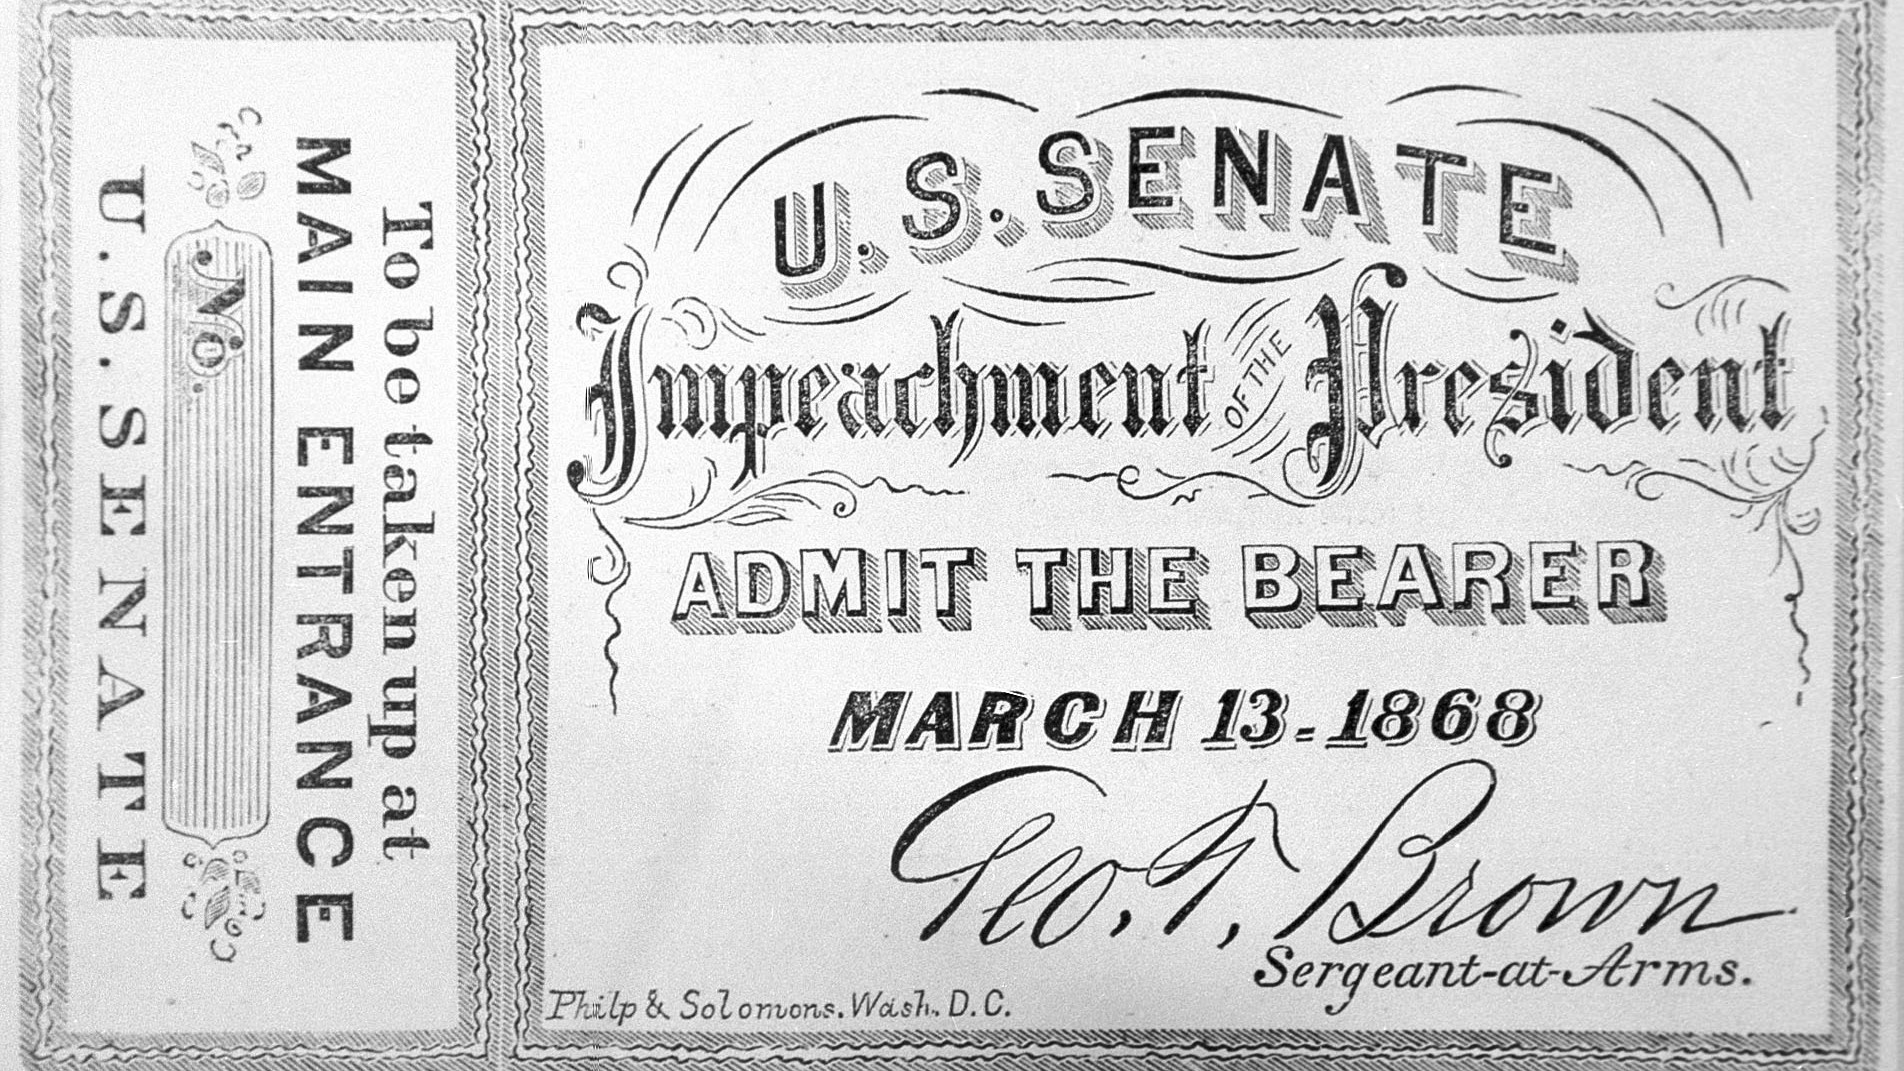 To be taken up at
MAIN ENTRANCE
No.
U.S. SENATE
U.S. SENATE
Impeachment OF THE President
ADMIT THE BEARER
MARCH 13-1868
Geo. T. Brown
Sergeant-at-Arms.
Philp & Solomons. Wash. D.C.